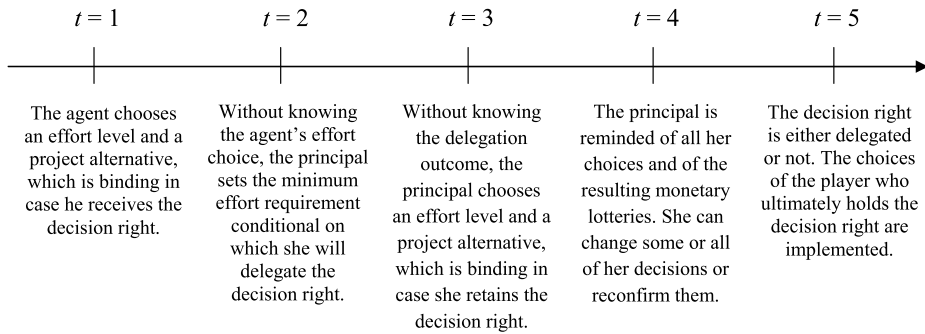 t = 1
t = 2
t = 3
t = 4
t = 5
The agent chooses
an effort level and a
project alternative,
which is binding in
case he receives the
decision right.
Without knowing
the agent's effort
choice, the principal
sets the minimum
effort requirement
conditional on
which she will
delegate the
decision right.
Without knowing
the delegation
outcome, the
principal chooses
an effort level and a
project alternative,
which is binding in
case she retains the
decision right.
The principal is
reminded of all her
choices and of the
resulting monetary
lotteries. She can
change some or all
of her decisions or
reconfirm them.
The decision right
is either delegated
or not. The choices
of the player who
ultimately holds the
decision right are
implemented.